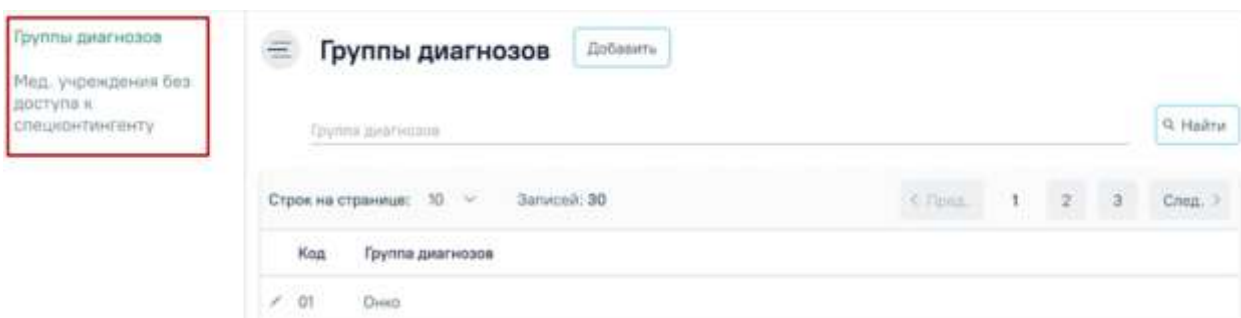 Группы диагнозов
Мед. учреждения без
доступа к
спецконтингенту
Группы диагнозов Добавить
Группа диагнозов Найти
Строк на странице: 10 Записей: 30 < Пред. 1 2 3 След. >
Код Группа диагнозов
01 Онко